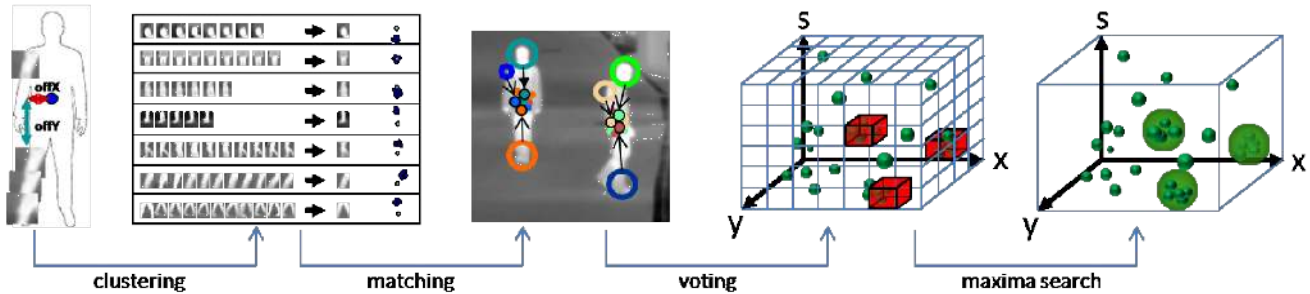 offX
offY
S
X
y
S
X
y
clustering
matching
voting
maxima search